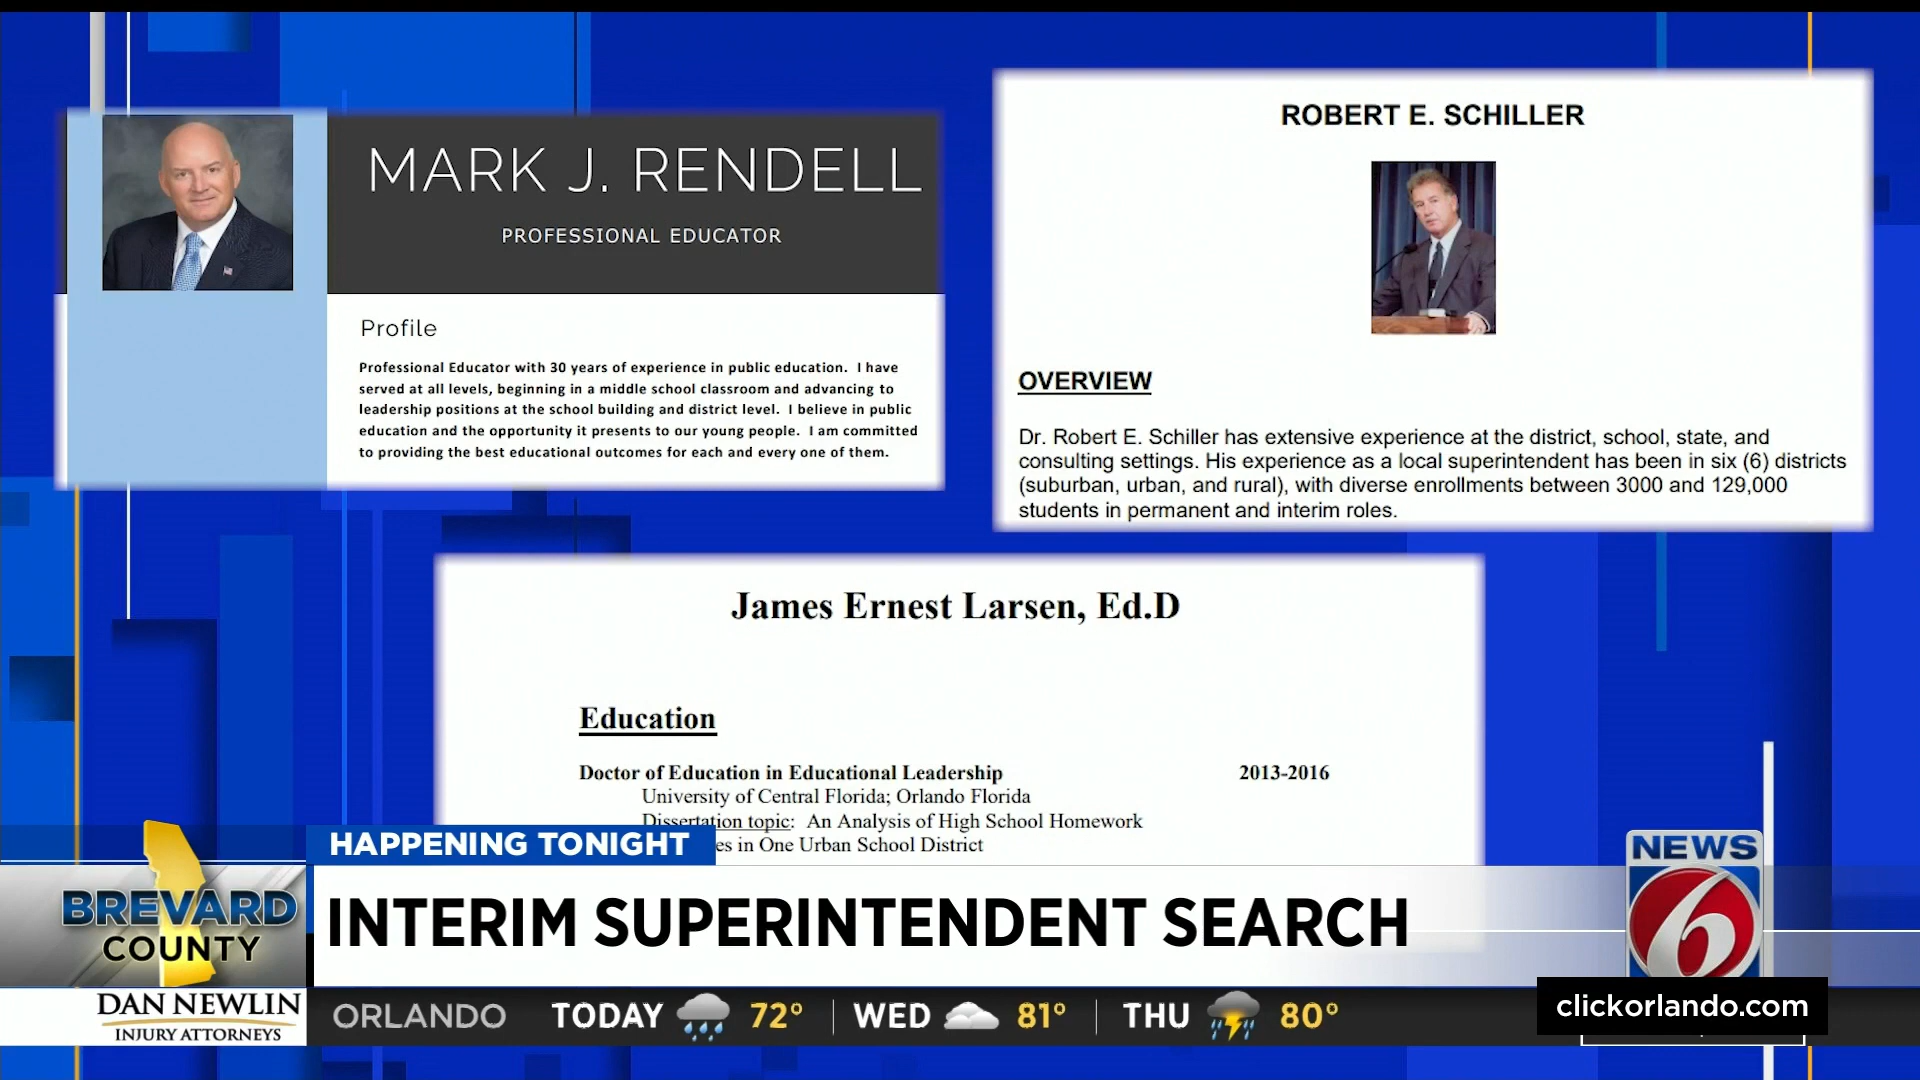 MARK J. RENDELL
PROFESSIONAL EDUCATOR
Profile
Professional Educator with 30 years of experience in public education. I have
served at all levels, beginning in a middle school classroom and advancing to
leadership positions at the school building and district level. I believe in public
education and the opportunity it presents to our young people. I am committed
to providing the best educational outcomes for each and every one of them.
ROBERT E. SCHILLER
OVERVIEW
Dr. Robert E. Schiller has extensive experience at the district, school, state, and
consulting settings. His experience as a local superintendent has been in six (6) districts
(suburban, urban, and rural), with diverse enrollments between 3000 and 129,000
students in permanent and interim roles.
James Ernest Larsen, Ed.D
Education
Doctor of Education in Educational Leadership 2013-2016
University of Central Florida; Orlando Florida
Dissertation topic: An Analysis of High School Homework
es in One Urban School District
HAPPENING TONIGHT
BREVARD
COUNTY
INTERIM SUPERINTENDENT SEARCH
NEWS
6
DAN NEWLIN
INJURY ATTORNEYS
ORLANDO TODAY 72° WED 81° THU 80°
clickorlando.com